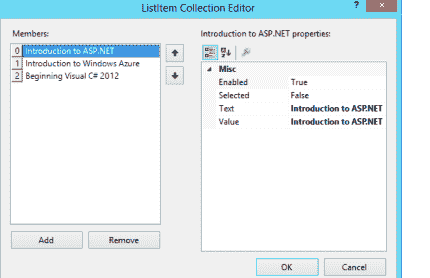 ListItem Collection Editor
?
Members:
0 Introduction to ASP.NET
1 Introduction to Windows Azure
2 Beginning Visual C# 2012
Add
Remove
Introduction to ASP.NET properties:
Misc
Enabled True
Selected False
Text Introduction to ASP.NET
Value Introduction to ASP.NET
OK
Cancel